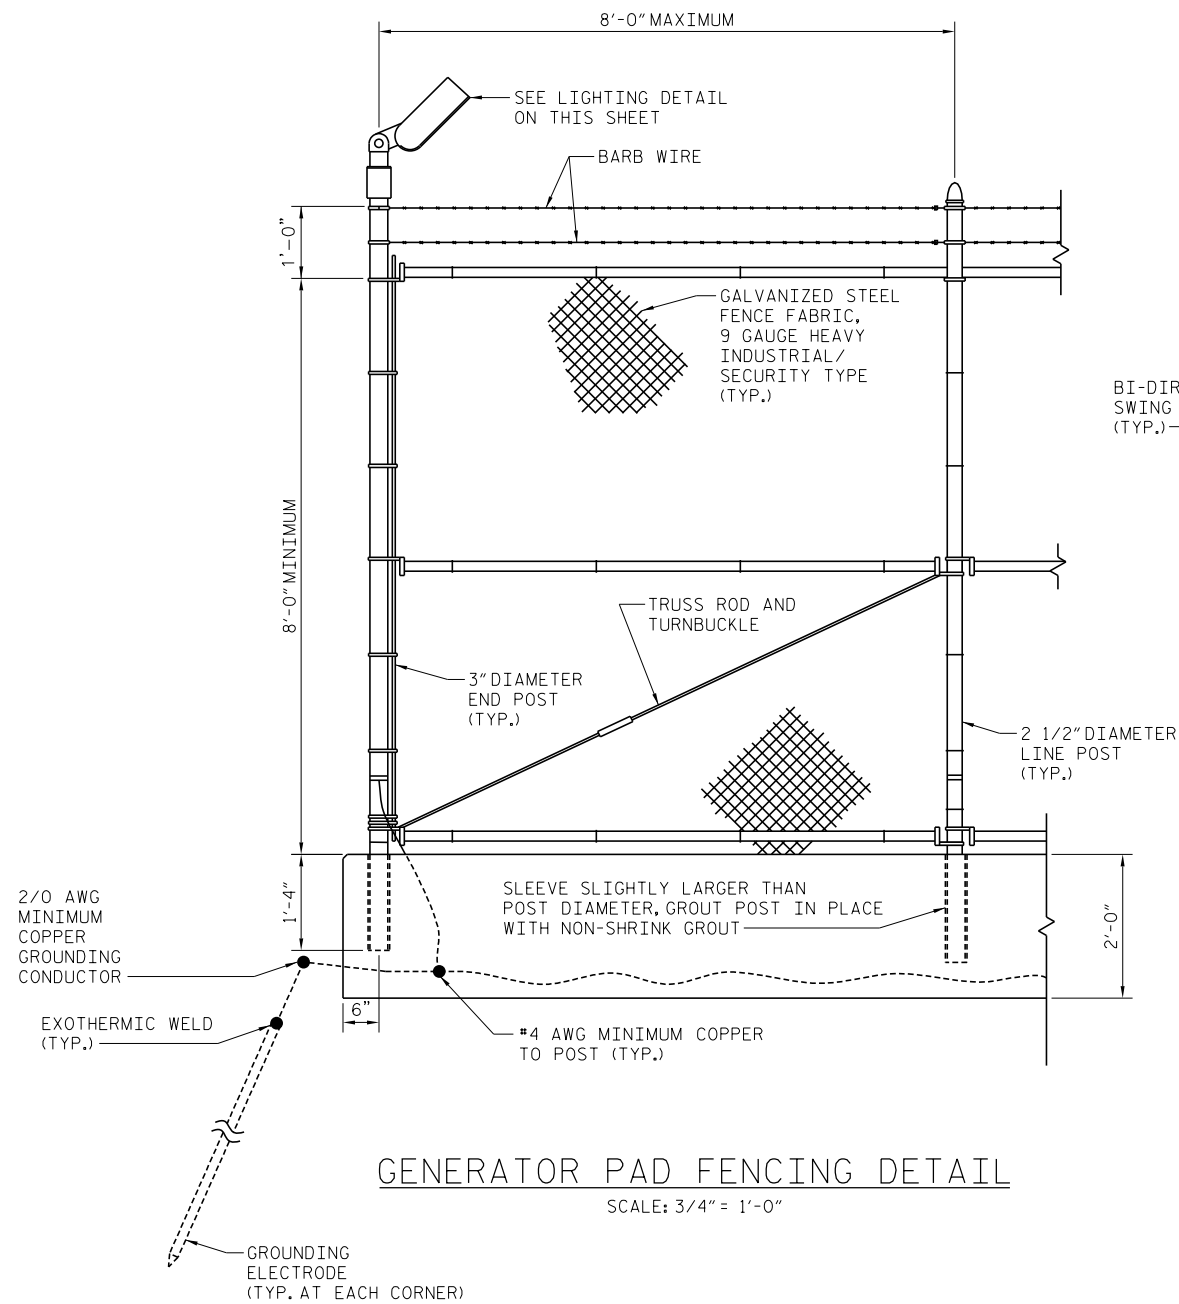 8'-0" MAXIMUM
SEE LIGHTING DETAIL
ON THIS SHEET
BARB WIRE
1'-0"
GALVANIZED STEEL
FENCE FABRIC,
9 GAUGE HEAVY
INDUSTRIAL/
SECURITY TYPE
(TYP.)
BI-DIR
SWING
(TYP.)
8'-0" MINIMUM
TRUSS ROD AND
TURNBUCKLE
3" DIAMETER
END POST
(TYP.)
2 1/2" DIAMETER
LINE POST
(TYP.)
2/0 AWG
MINIMUM
COPPER
GROUNDING
CONDUCTOR
1'-4"
SLEEVE SLIGHTLY LARGER THAN
POST DIAMETER, GROUT POST IN PLACE
WITH NON-SHRINK GROUT
2'-0"
6"
EXOTHERMIC WELD
(TYP.)
#4 AWG MINIMUM COPPER
TO POST (TYP.)
GENERATOR PAD FENCING DETAIL
SCALE: 3/4" = 1'-0"
GROUNDING
ELECTRODE
(TYP. AT EACH CORNER)